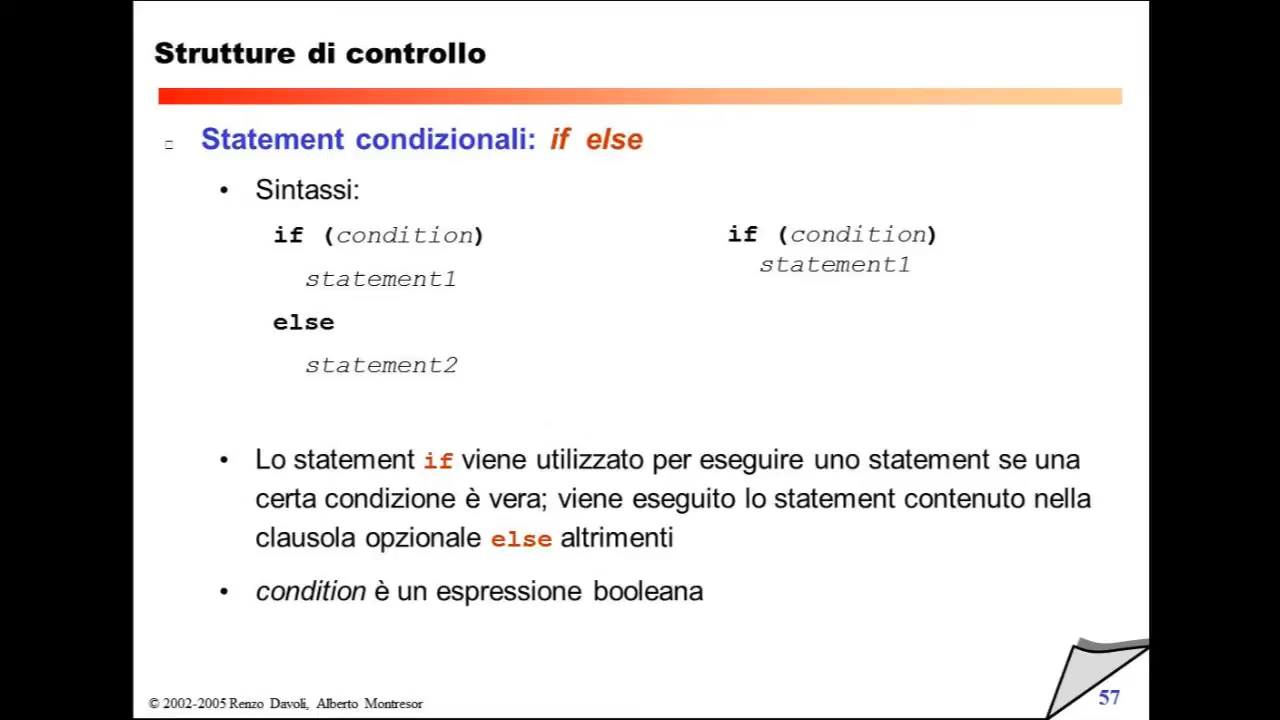 Strutture di controllo
Statement condizionali: if else
• Sintassi:
if (condition)
statement1
else
statement2
if (condition)
statement1
• Lo statement if viene utilizzato per eseguire uno statement se una
certa condizione è vera; viene eseguito lo statement contenuto nella
clausola opzionale else altrimenti
• condition è un espressione booleana
© 2002-2005 Renzo Davoli, Alberto Montresor
57